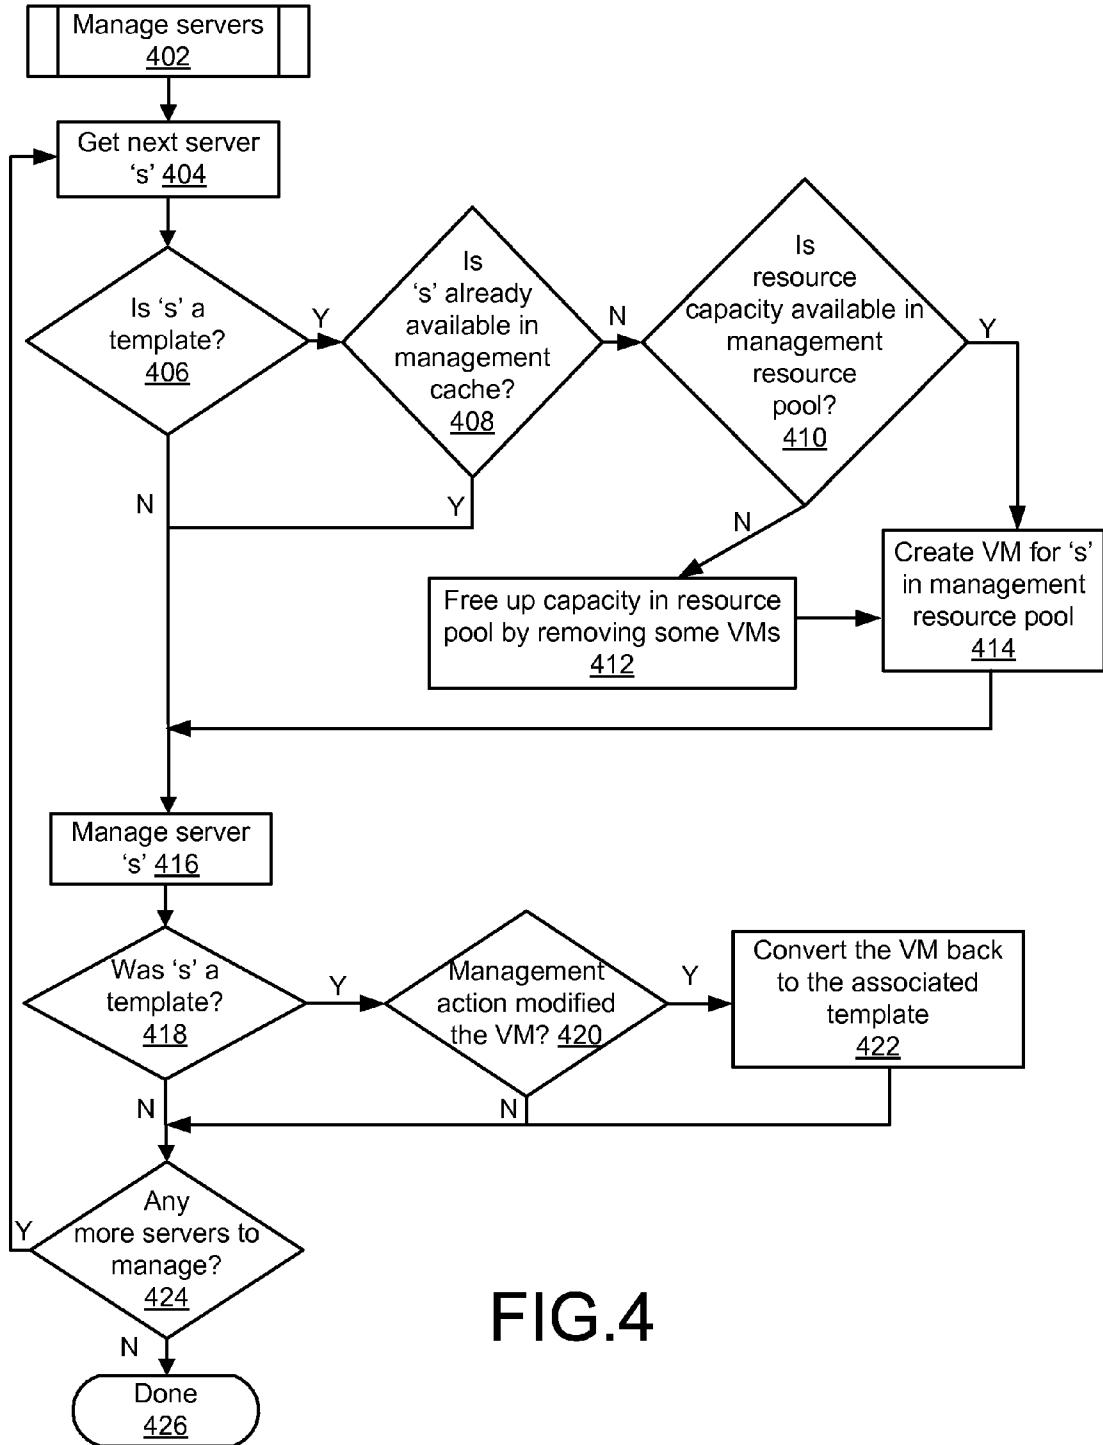 Manage servers
402
Get next server
‘s’ 404
Is ‘s’ a
template?
406
Y
N
Is
‘s’ already
available in
management
cache?
408
N
Y
Is
resource
capacity available in
management
resource
pool?
410
Y
N
Free up capacity in resource
pool by removing some VMs
412
Create VM for ‘s’
in management
resource pool
414
Manage server
‘s’ 416
Was ‘s’ a
template?
418
Y
N
Management
action modified
the VM? 420
Y
N
Convert the VM back
to the associated
template
422
Any
more servers to
manage?
424
Y
N
Done
426
FIG.4